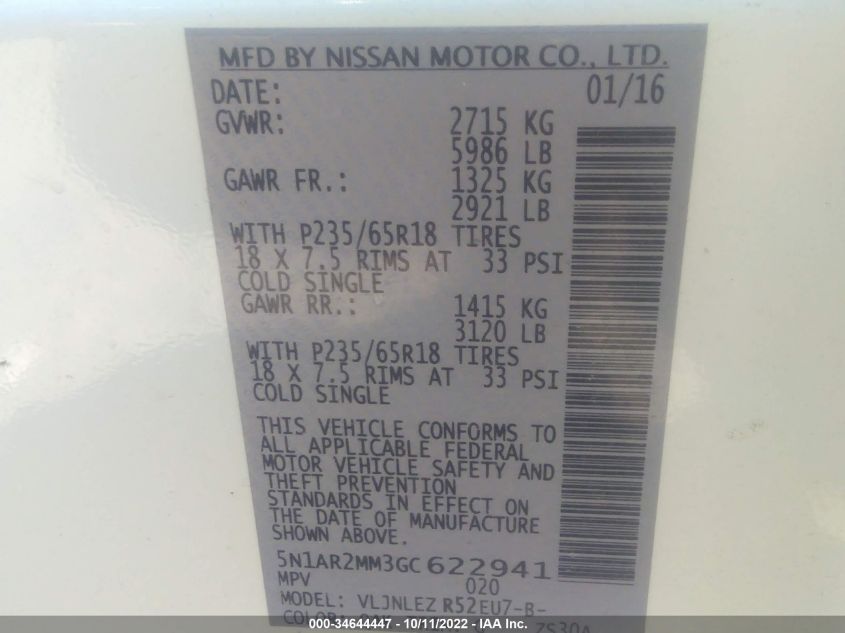 MFD BY NISSAN MOTOR CO., LTD.
DATE: 01/16
GVWR: 2715 KG
5986 LB
GAWR FR.: 1325 KG
2921 LB
WITH P235/65R18 TIRES
18 X 7.5 RIMS AT 33 PSI
COLD SINGLE
GAWR RR.: 1415 KG
3120 LB
WITH P235/65R18 TIRES
18 X 7.5 RIMS AT 33 PSI
COLD SINGLE
THIS VEHICLE CONFORMS TO
ALL APPLICABLE FEDERAL
MOTOR VEHICLE SAFETY AND
THEFT PREVENTION
STANDARDS IN EFFECT ON
THE DATE OF MANUFACTURE
SHOWN ABOVE.
5N1AR2MM3GC622941
MPV 020
MODEL: VLJNLEZ R52EU7-B-
COLOR:
000-34644447 - 10/11/2022 - IAA Inc.